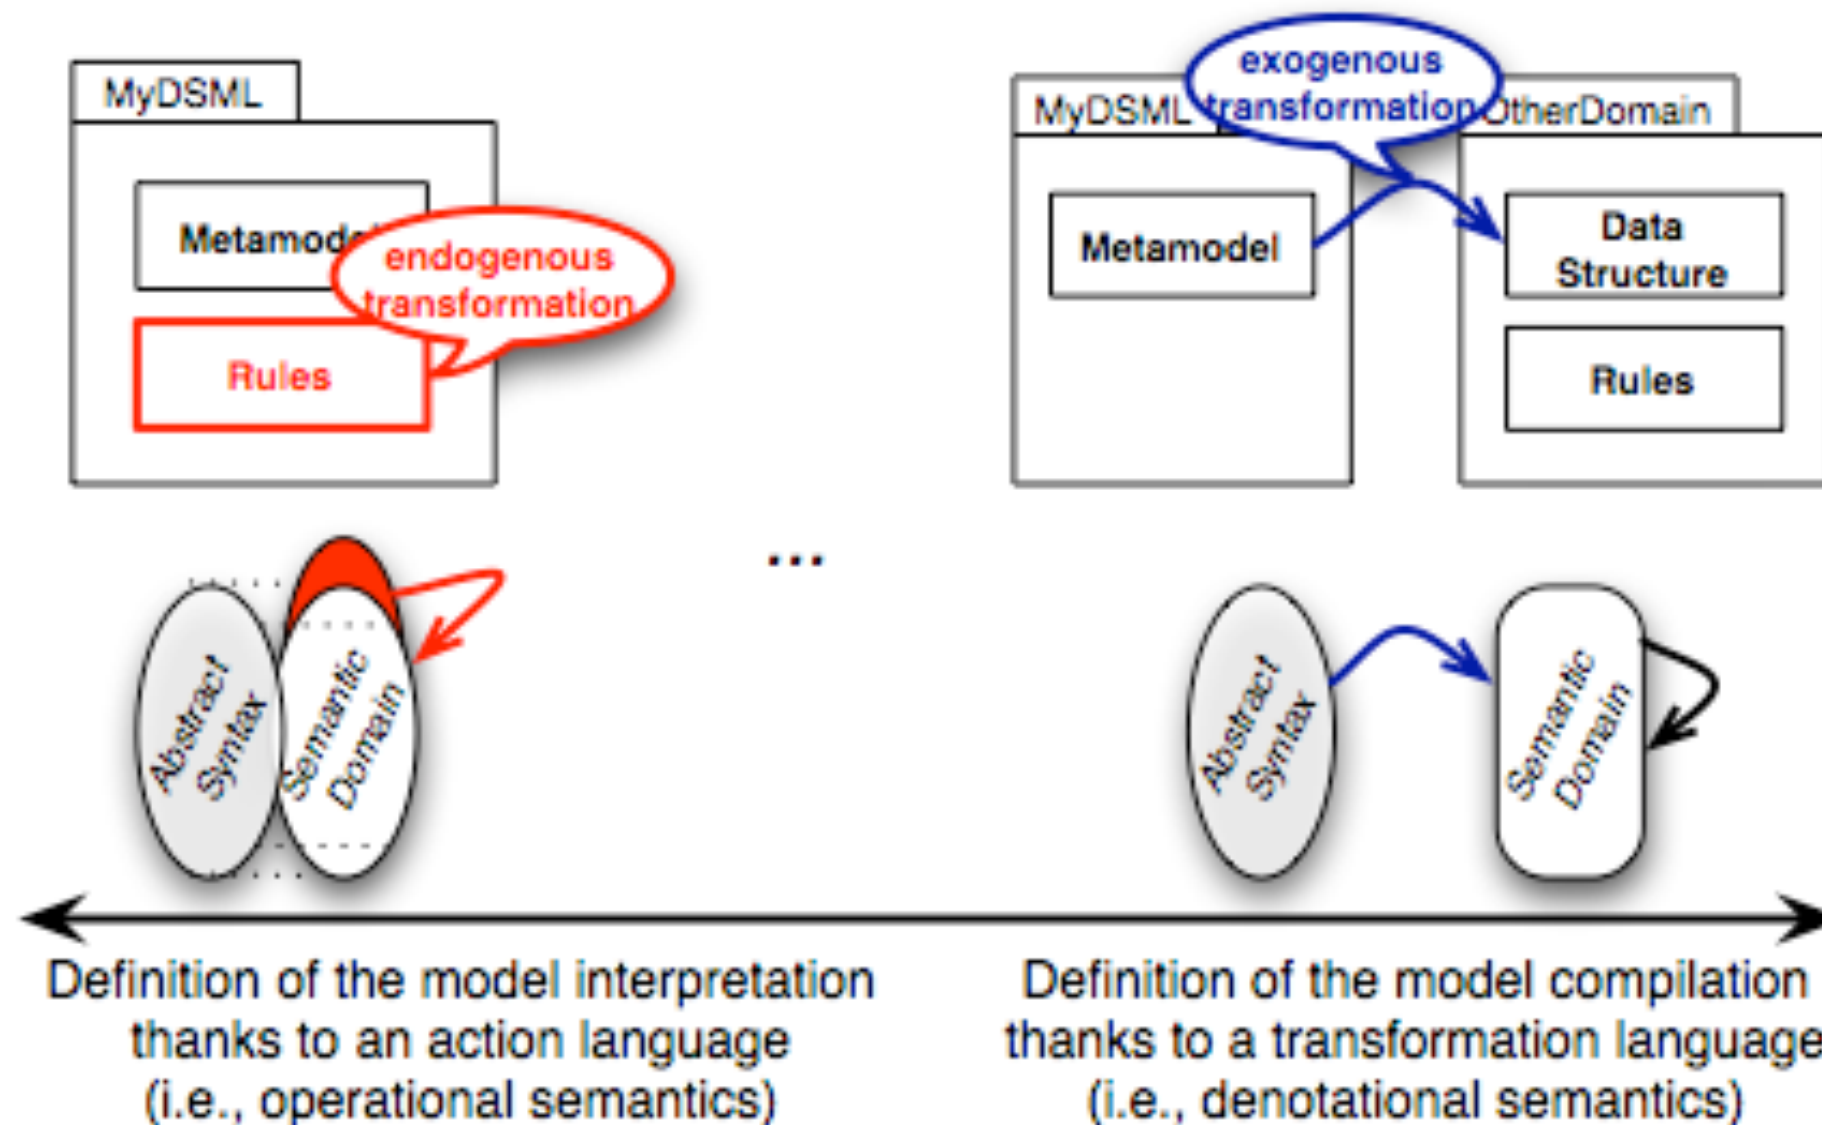 MyDSML
Metamodel
endogenous
transformation
Rules
exogenous
transformation
MyDSML
OtherDomain
Metamodel
Data
Structure
Rules
...
Abstract
Syntax
Semantic
Domain
Abstract
Syntax
Semantic
Domain
Definition of the model interpretation
thanks to an action language
(i.e., operational semantics)
Definition of the model compilation
thanks to a transformation language
(i.e., denotational semantics)